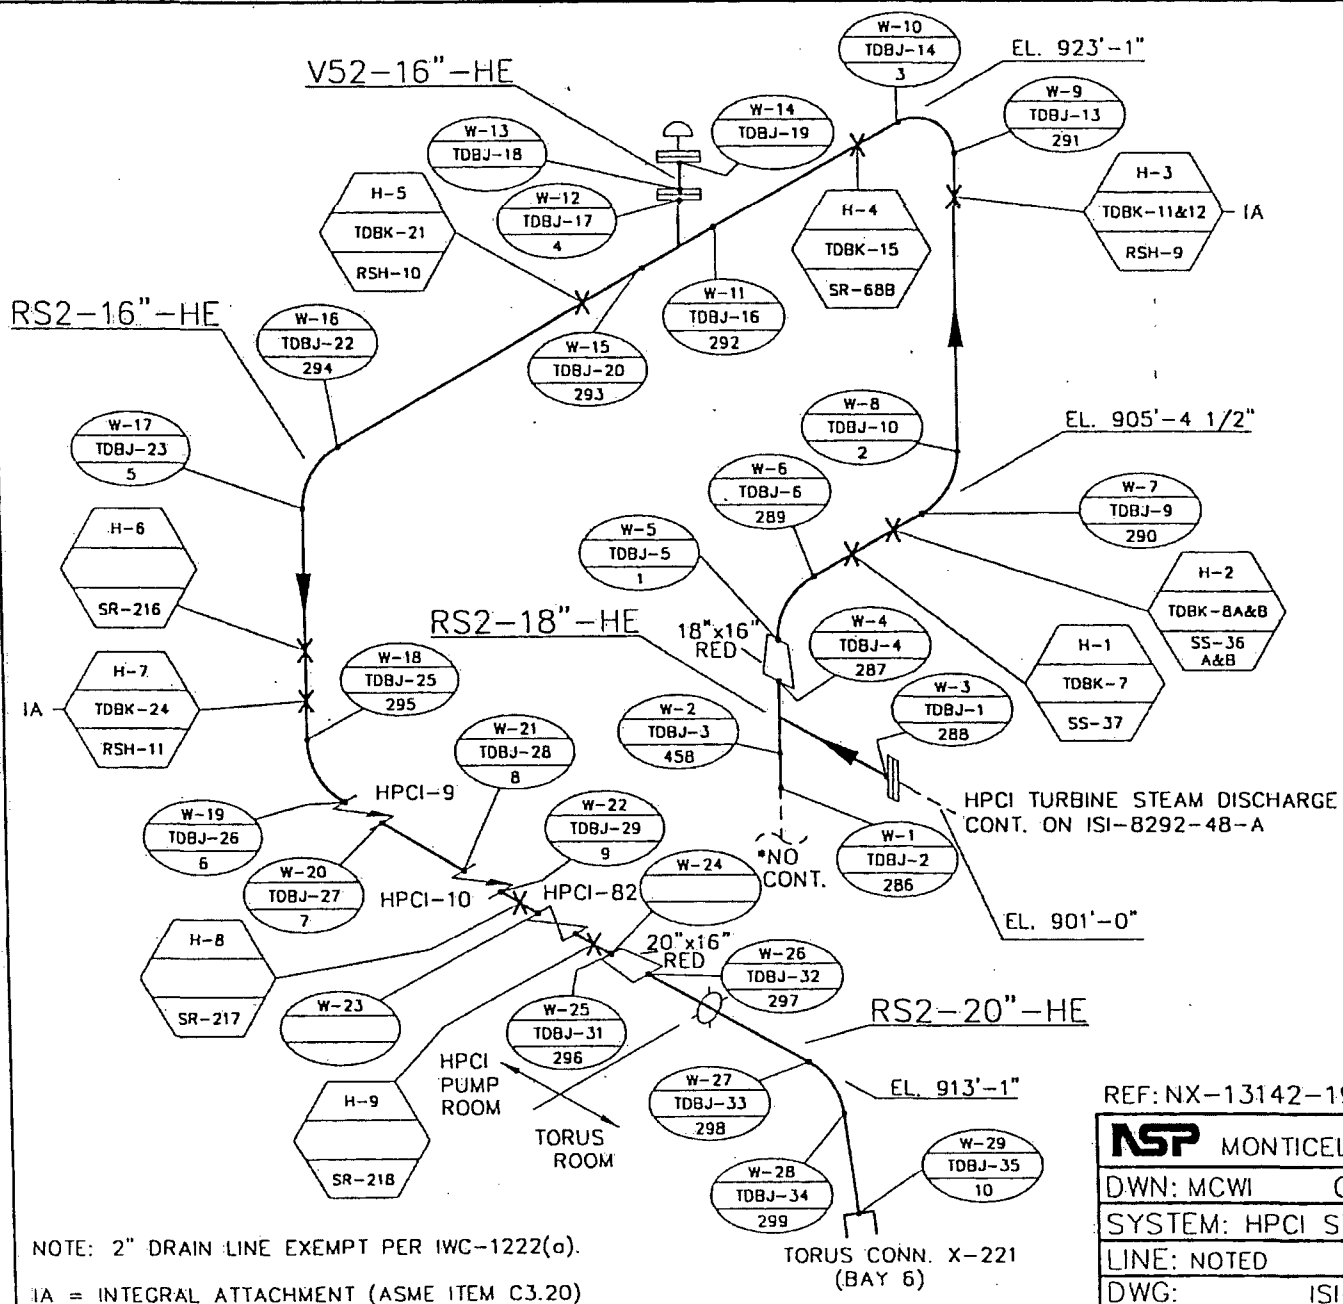 W-10
TDBJ-14
3
EL. 923'-1"
V52-16"-HE
W-14
TDBJ-19
W-9
TDBJ-13
291
W-13
TDBJ-18
H-5
TDBK-21
RSH-10
W-12
TDBJ-17
4
H-4
TDBK-15
SR-68B
H-3
TDBK-11&12
RSH-9
IA
RS2-16"-HE
W-11
TDBJ-16
292
W-16
TDBJ-22
294
W-15
TDBJ-20
293
W-17
TDBJ-23
5
W-8
TDBJ-10
2
EL. 905'-4 1/2"
W-6
TDBJ-6
289
W-7
TDBJ-9
290
H-6
SR-216
W-5
TDBJ-5
1
H-2
TDBK-8A&B
SS-36
A&B
RS2-18"-HE
18"x16"
RED
W-4
TDBJ-4
287
H-1
TDBK-7
SS-37
IA
H-7
TDBK-24
RSH-11
W-18
TDBJ-25
295
W-3
TDBJ-1
288
W-2
TDBJ-3
458
W-21
TDBJ-28
8
HPCI-9
HPCI TURBINE STEAM DISCHARGE
CONT. ON ISI-8292-48-A
W-19
TDBJ-26
6
W-22
TDBJ-29
9
W-1
TDBJ-2
286
*NO
CONT.
W-20
TDBJ-27
7
HPCI-10
HPCI-82
W-24
EL. 901'-0"
H-8
SR-217
20"x16"
RED
W-26
TDBJ-32
297
W-23
W-25
TDBJ-31
296
RS2-20"-HE
HPCI
PUMP
ROOM
H-9
SR-218
W-27
TDBJ-33
298
EL. 913'-1"
REF: NX-13142-19
TORUS
ROOM
W-29
TDBJ-35
10
W-28
TDBJ-34
299
NSP MONTICEL
DWN: MCWI
SYSTEM: HPCI S
LINE: NOTED
DWG: ISI
NOTE: 2" DRAIN LINE EXEMPT PER IWC-1222(a).
TORUS CONN. X-221
(BAY 6)
IA = INTEGRAL ATTACHMENT (ASME ITEM C3.20)